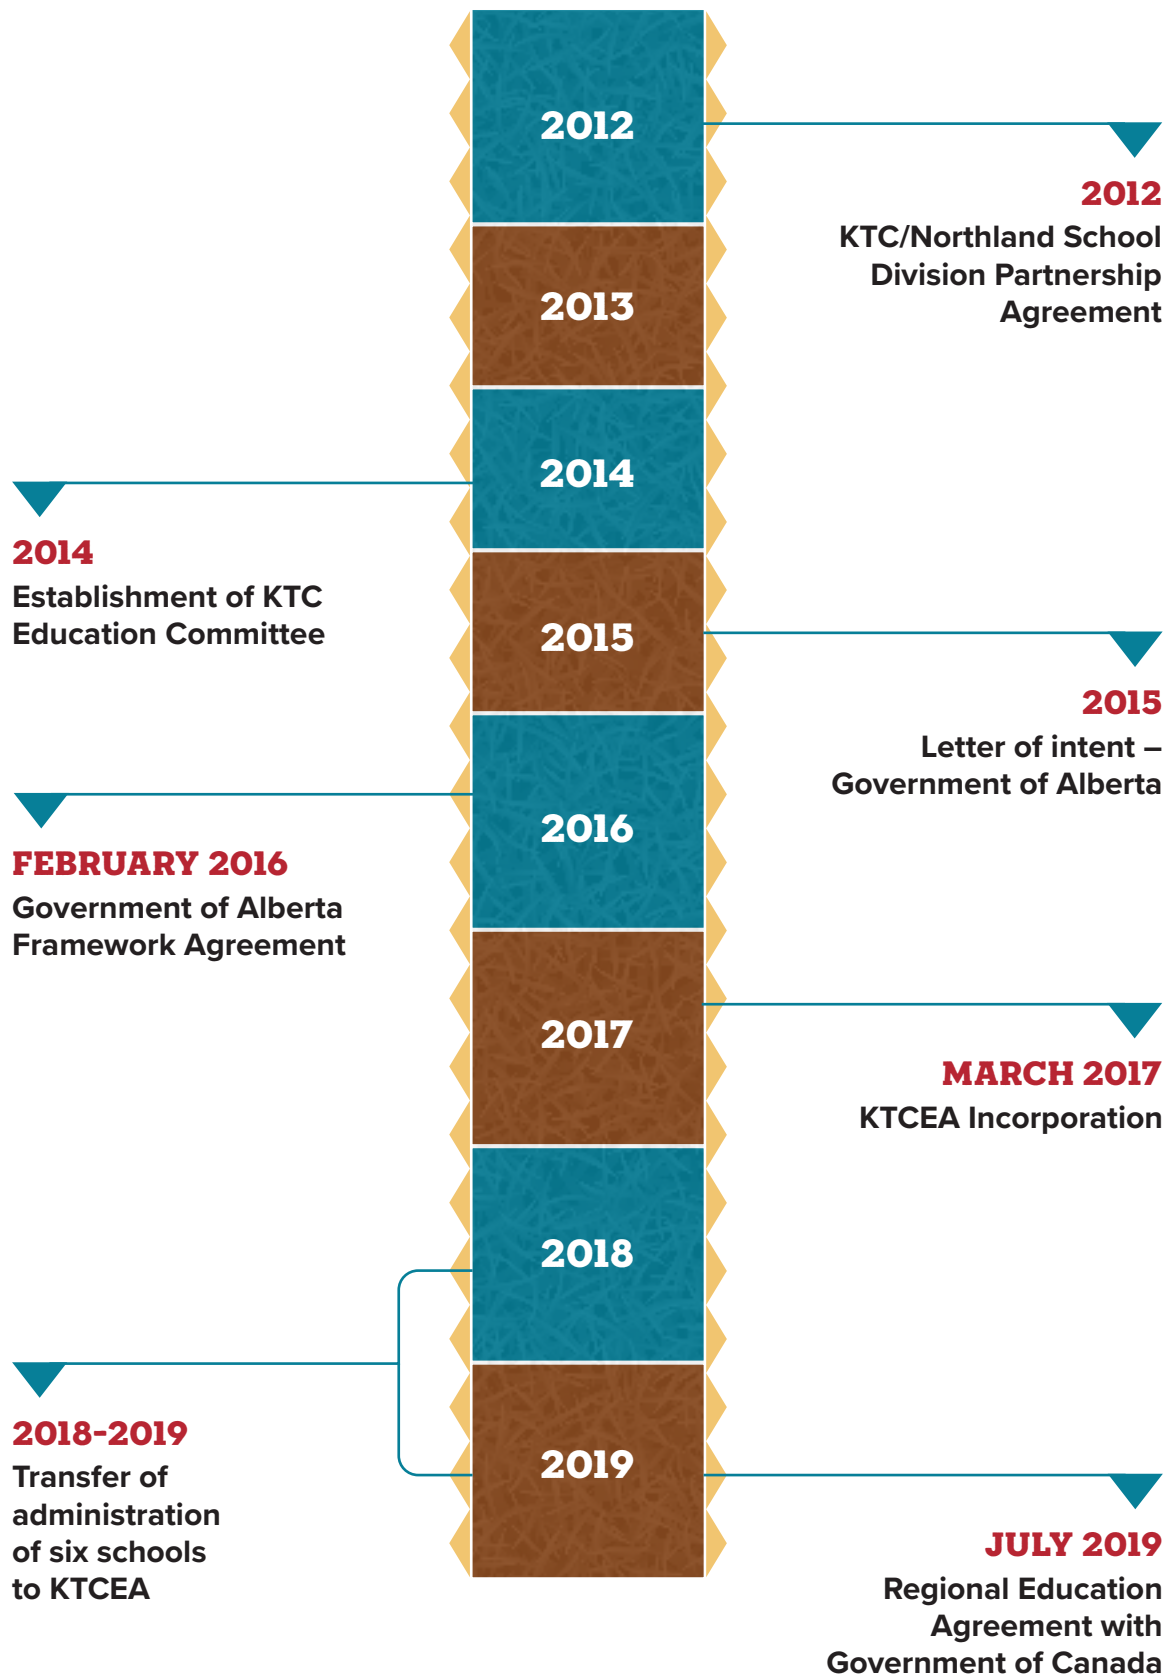 2012
2012
KTC/Northland School
Division Partnership
Agreement
2013
2014
2014
Establishment of KTC
Education Committee
2015
2015
Letter of intent –
Government of Alberta
2016
FEBRUARY 2016
Government of Alberta
Framework Agreement
2017
MARCH 2017
KTCEA Incorporation
2018
2018-2019
Transfer of
administration
of six schools
to KTCEA
2019
JULY 2019
Regional Education
Agreement with
Government of Canada